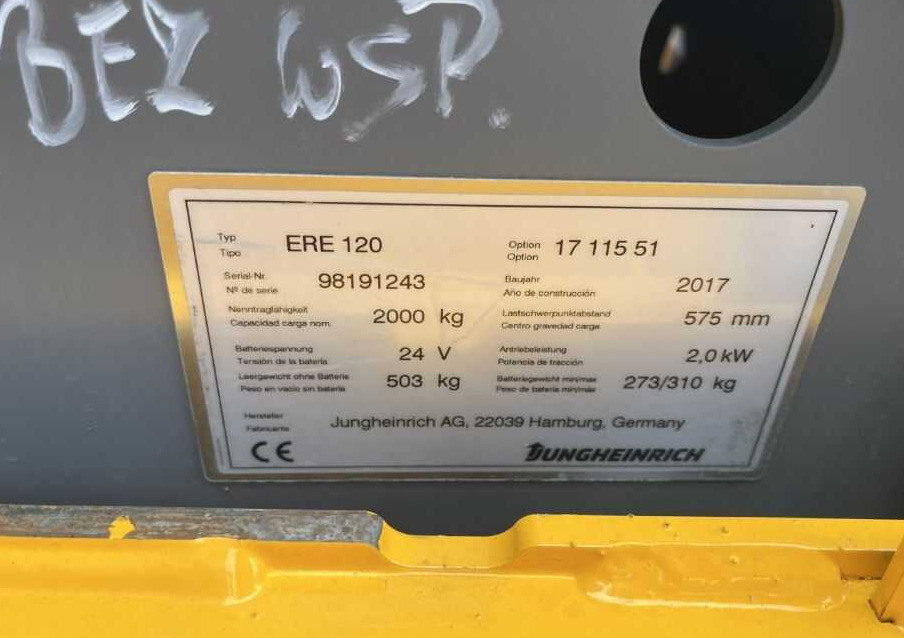 BEZ WSP.
Typ
Tipo
ERE 120
Option
Option
17 115 51
Serial-Nr.
Nº de serie
98191243
Baujahr
Año de construcción
2017
Nenntragfähigkeit
Capacidad carga nom.
2000 kg
Lastschwerpunktabstand
Centro gravedad carga
575 mm
Batteriespannung
Tensión de la batería
24 V
Antriebsleistung
Potencia de tracción
2,0 kW
Leergewicht ohne Batterie
Peso en vacío sin batería
503 kg
Batteriegewicht min/max
Peso de batería min/máx
273/310 kg
Hersteller
Fabricante
Jungheinrich AG, 22039 Hamburg, Germany
CE
JUNGHEINRICH